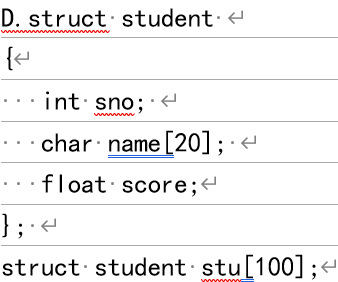 D.struct student
{
int sno;
char name[20];
float score;
};
struct student stu[100];